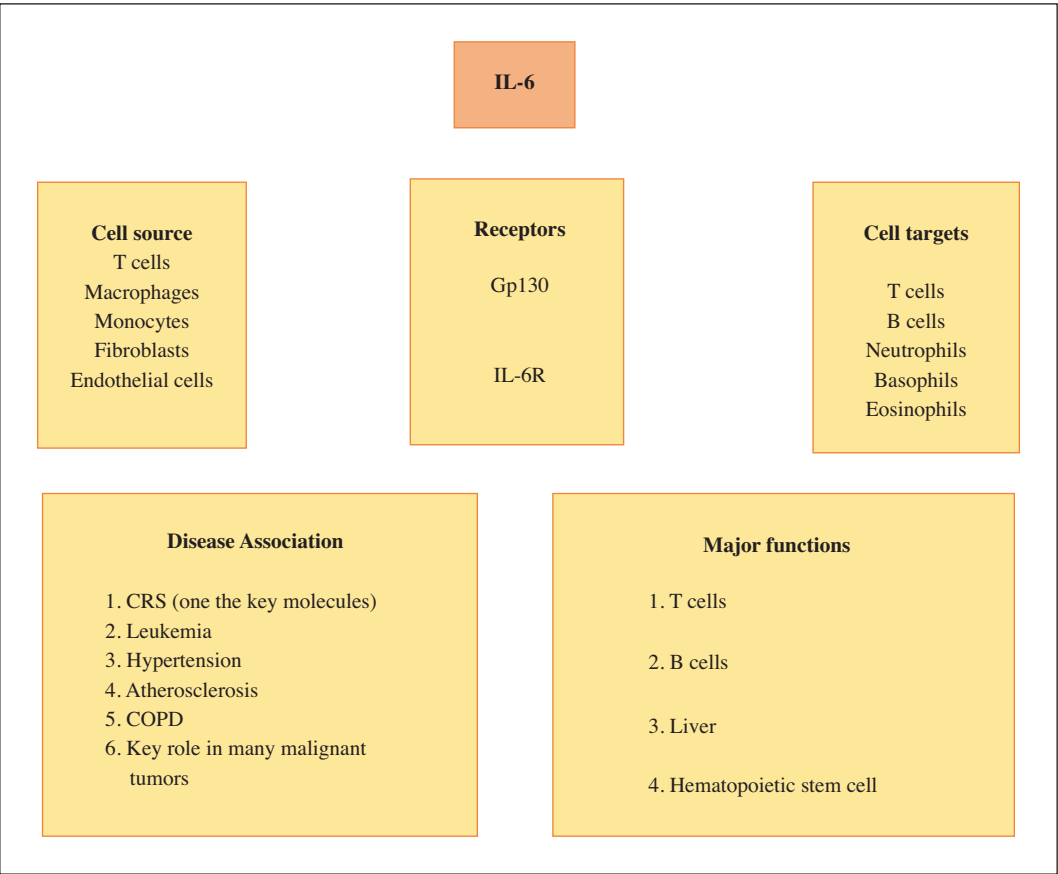 IL-6
Cell source
T cells
Macrophages
Monocytes
Fibroblasts
Endothelial cells
Receptors
Gp130
IL-6R
Cell targets
T cells
B cells
Neutrophils
Basophils
Eosinophils
Disease Association
1. CRS (one the key molecules)
2. Leukemia
3. Hypertension
4. Atherosclerosis
5. COPD
6. Key role in many malignant
tumors
Major functions
1. T cells
2. B cells
3. Liver
4. Hematopoietic stem cell